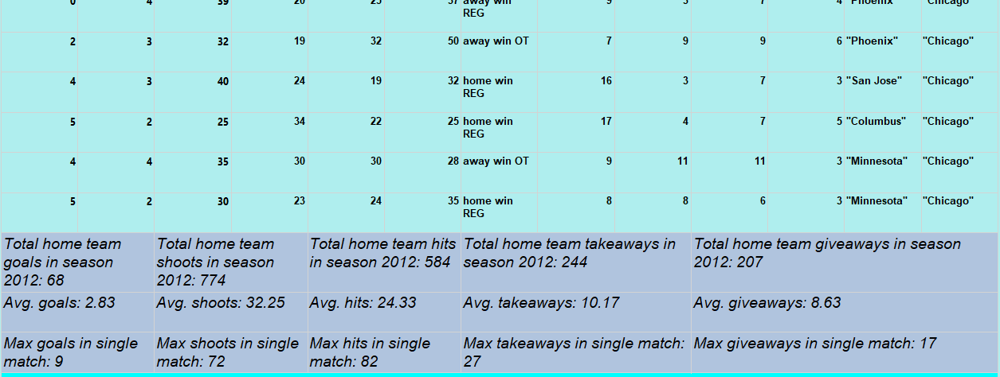 0 4 39 20 25 37 away win 9 5 7 4 "Phoenix" "Chicago"
REG
2 3 32 19 32 50 away win OT 7 9 9 6 "Phoenix" "Chicago"
4 3 40 24 19 32 home win 16 3 7 3 "San Jose" "Chicago"
REG
5 2 25 34 22 25 home win 17 4 7 5 "Columbus" "Chicago"
REG
4 4 35 30 30 28 away win OT 9 11 11 3 "Minnesota" "Chicago"
5 2 30 23 24 35 home win 8 8 6 3 "Minnesota" "Chicago"
REG
Total home team
goals in season
2012: 68
Total home team
shoots in season
2012: 774
Total home team hits
in season 2012: 584
Total home team takeaways in
season 2012: 244
Total home team giveaways in season
2012: 207
Avg. goals: 2.83
Avg. shoots: 32.25
Avg. hits: 24.33
Avg. takeaways: 10.17
Avg. giveaways: 8.63
Max goals in single
match: 9
Max shoots in single
match: 72
Max hits in single
match: 82
Max takeaways in single match:
27
Max giveaways in single match: 17